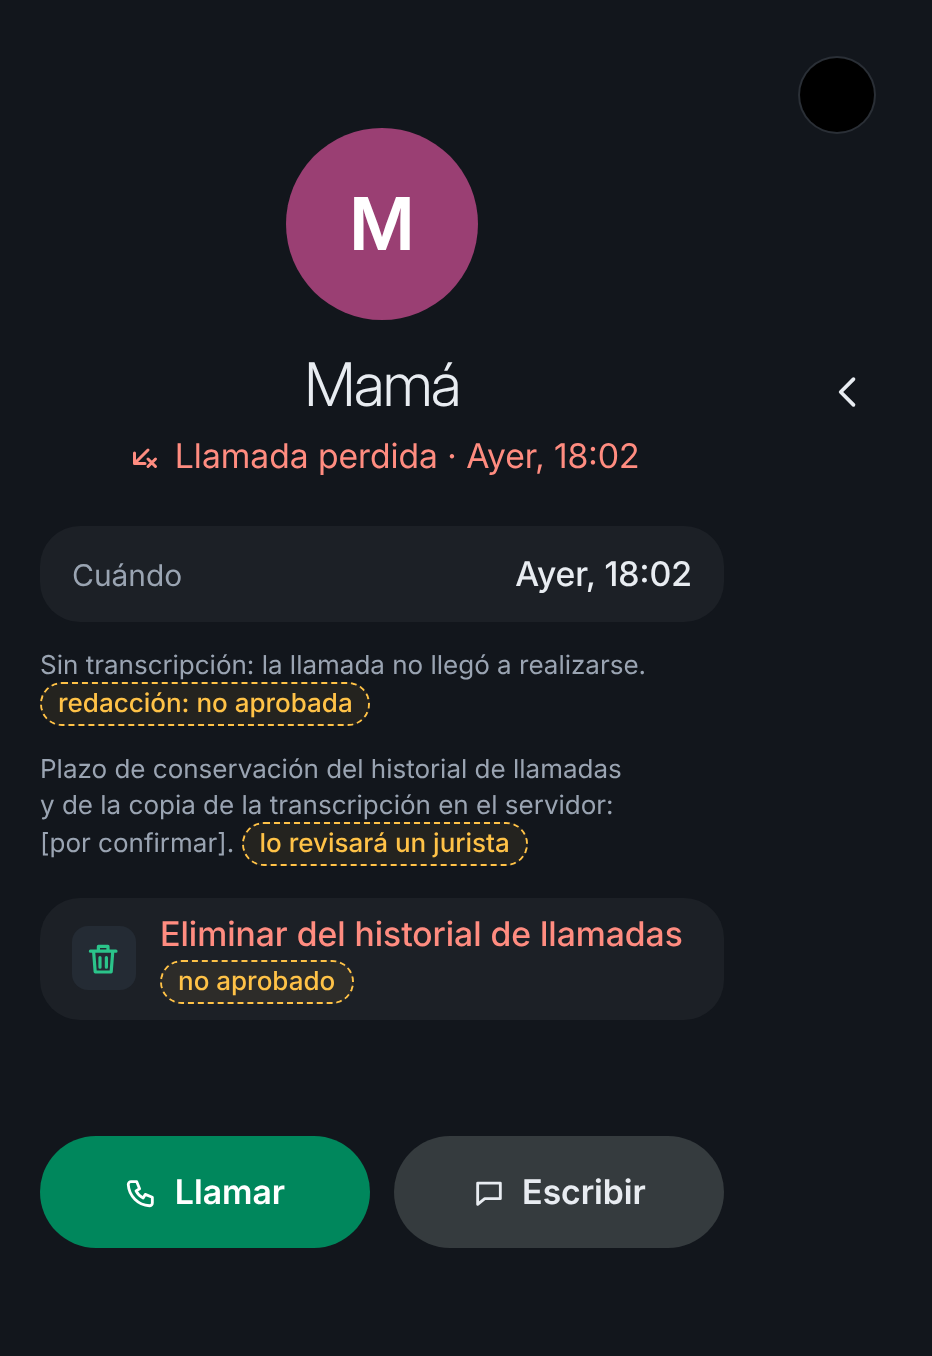 M
Mamá
Llamada perdida · Ayer, 18:02
Cuándo
Ayer, 18:02
Sin transcripción: la llamada no llegó a realizarse.
redacción: no aprobada
Plazo de conservación del historial de llamadas
y de la copia de la transcripción en el servidor:
[por confirmar]. lo revisará un jurista
Eliminar del historial de llamadas
no aprobado
Llamar
Escribir